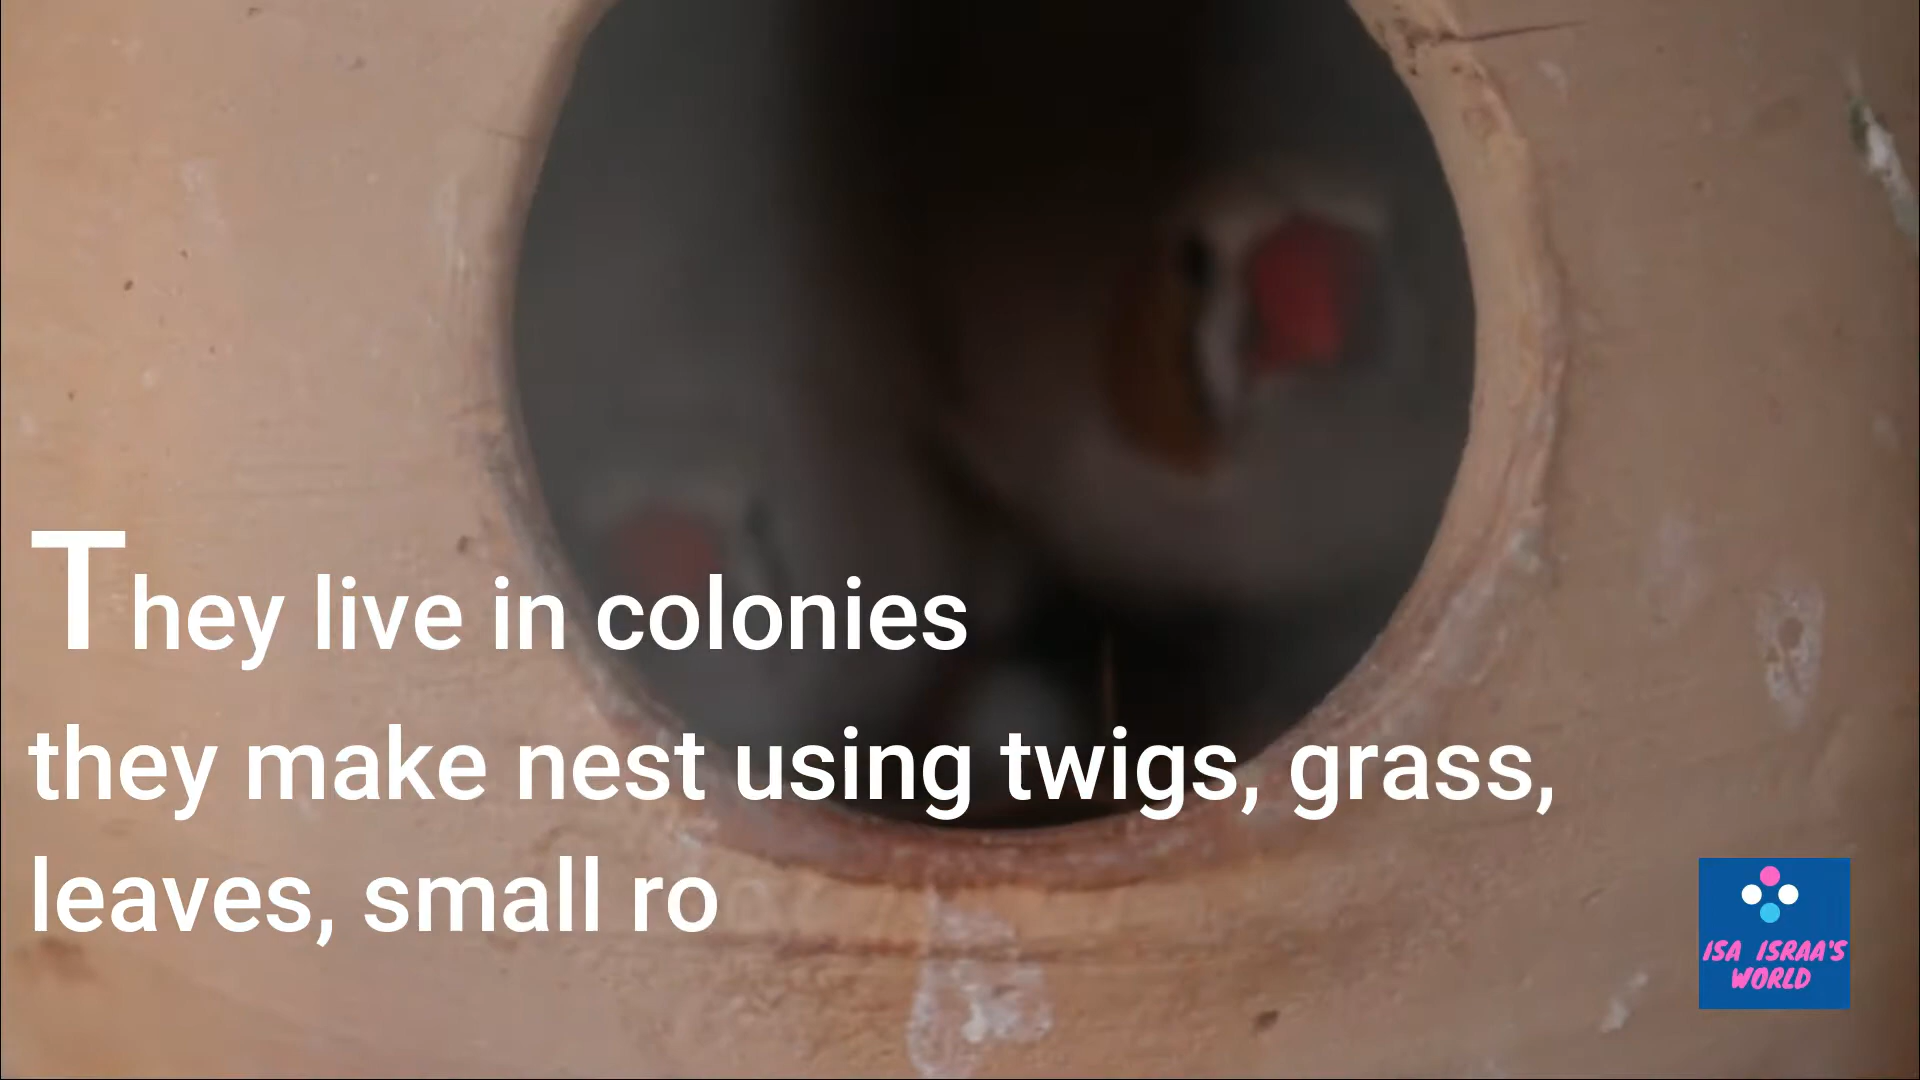 They live in colonies
they make nest using twigs, grass,
leaves, small ro
ISA ISRAA'S
WORLD